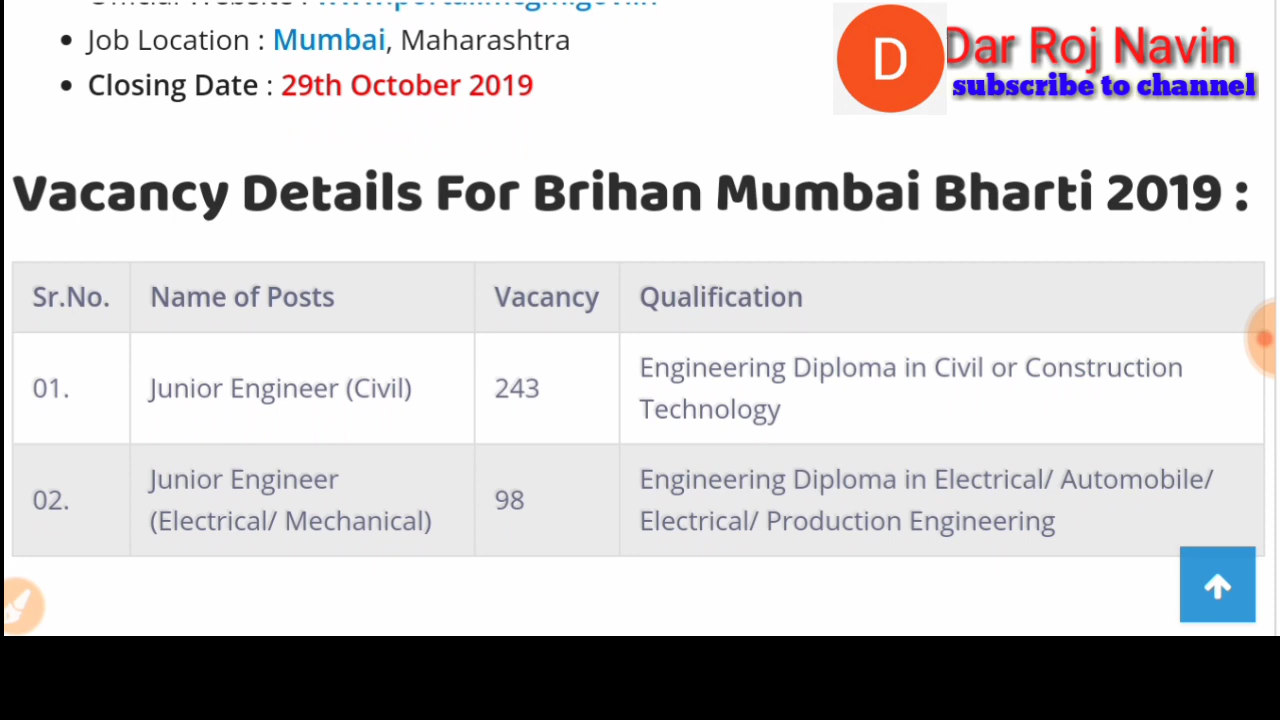 Job Location : Mumbai, Maharashtra
Closing Date : 29th October 2019
D
Dar Roj Navin
subscribe to channel
Vacancy Details For Brihan Mumbai Bharti 2019 :
Sr.No. Name of Posts Vacancy Qualification
01. Junior Engineer (Civil) 243 Engineering Diploma in Civil or Construction
Technology
02. Junior Engineer 98 Engineering Diploma in Electrical/ Automobile/
(Electrical/ Mechanical) Electrical/ Production Engineering